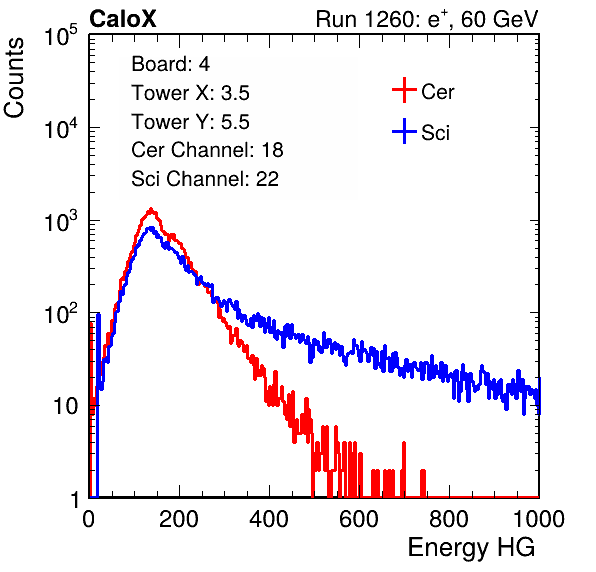 CaloX Run 1260: e⁺, 60 GeV
Counts
Board: 4
Tower X: 3.5
Tower Y: 5.5
Cer Channel: 18
Sci Channel: 22
Cer
Sci
10⁵
10⁴
10³
10²
10
1
0 200 400 600 800 1000
Energy HG